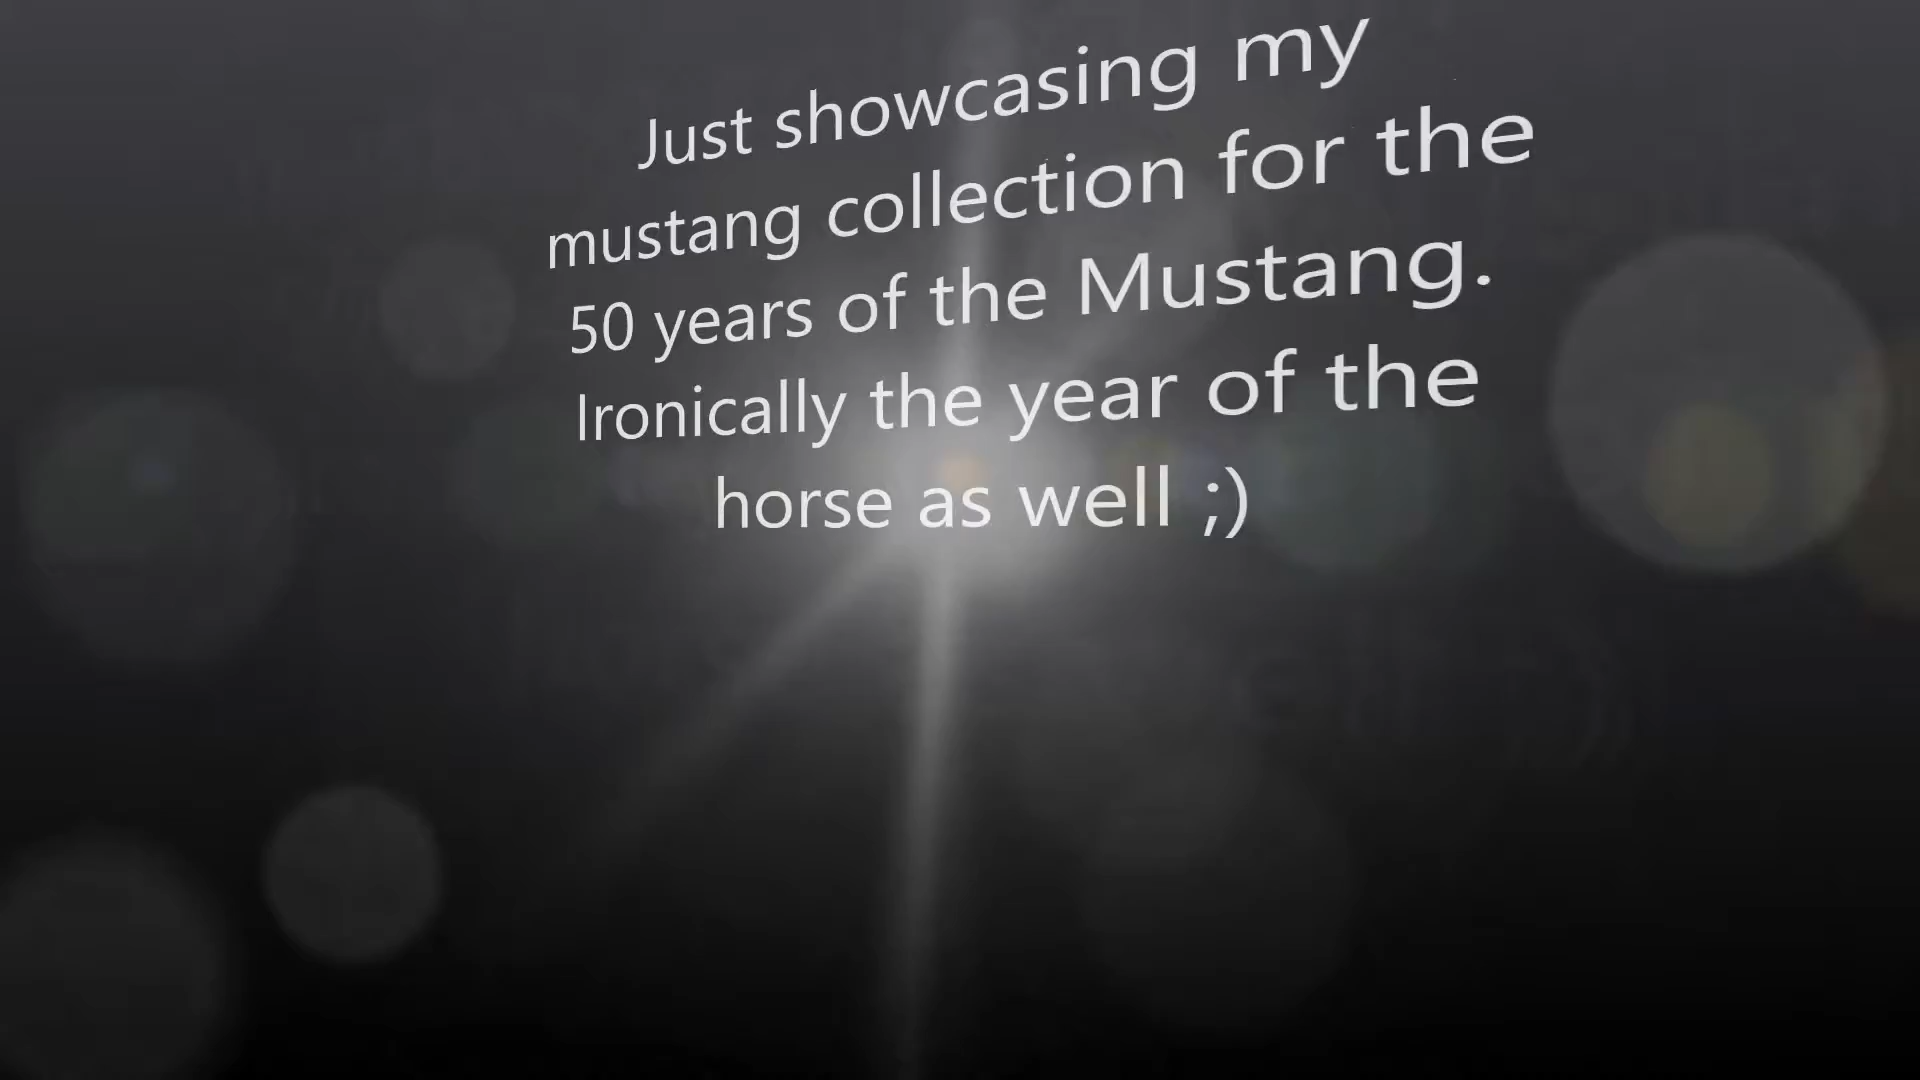 Just showcasing my
mustang collection for the
50 years of the Mustang.
Ironically the year of the
horse as well ;)